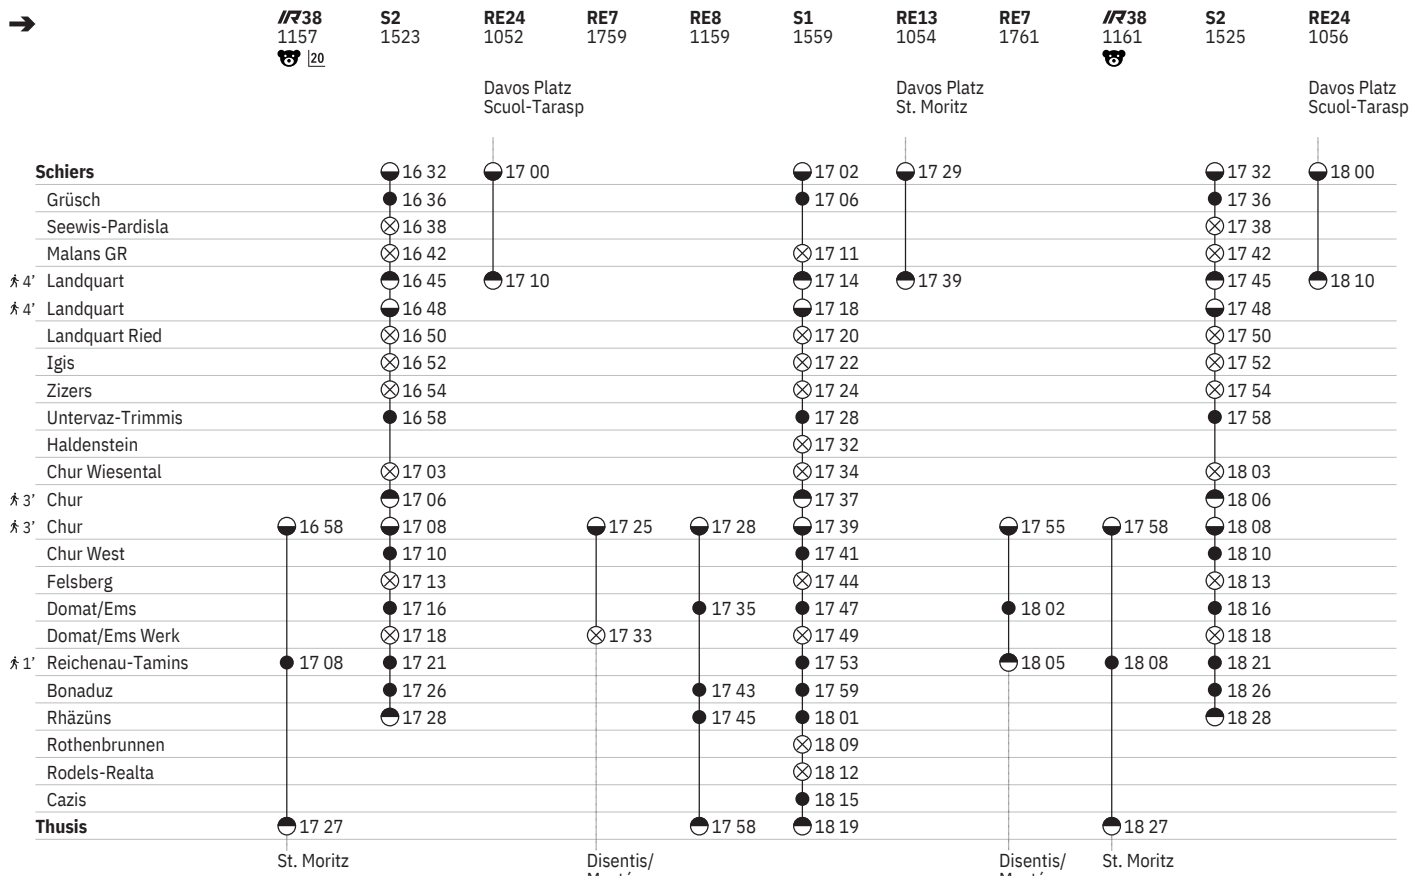 IR38 S2 RE24 RE7 RE8 S1 RE13 RE7 IR38 S2 RE24
1157 1523 1052 1759 1159 1559 1054 1761 1161 1525 1056
20
Davos Platz Davos Platz Davos Platz
Scuol-Tarasp St. Moritz Scuol-Tarasp
Schiers 16 32 17 00 17 02 17 29 17 32 18 00
Grüsch 16 36 17 06 17 36
Seewis-Pardisla 16 38 17 38
Malans GR 16 42 17 11 17 42
4' Landquart 16 45 17 10 17 14 17 39 17 45 18 10
4' Landquart 16 48 17 18 17 48
Landquart Ried 16 50 17 20 17 50
Igis 16 52 17 22 17 52
Zizers 16 54 17 24 17 54
Untervaz-Trimmis 16 58 17 28 17 58
Haldenstein 17 32
Chur Wiesental 17 03 17 34 18 03
3' Chur 17 06 17 37 18 06
3' Chur 16 58 17 08 17 25 17 28 17 39 17 55 17 58 18 08
Chur West 17 10 17 41 18 10
Felsberg 17 13 17 44 18 13
Domat/Ems 17 16 17 35 17 47 18 02 18 16
Domat/Ems Werk 17 18 17 33 17 49 18 18
1' Reichenau-Tamins 17 08 17 21 17 53 18 05 18 08 18 21
Bonaduz 17 26 17 43 17 59 18 26
Rhäzüns 17 28 17 45 18 01 18 28
Rothenbrunnen 18 09
Rodels-Realta 18 12
Cazis 18 15
Thusis 17 27 17 58 18 19 18 27
St. Moritz Disentis/ Disentis/ St. Moritz